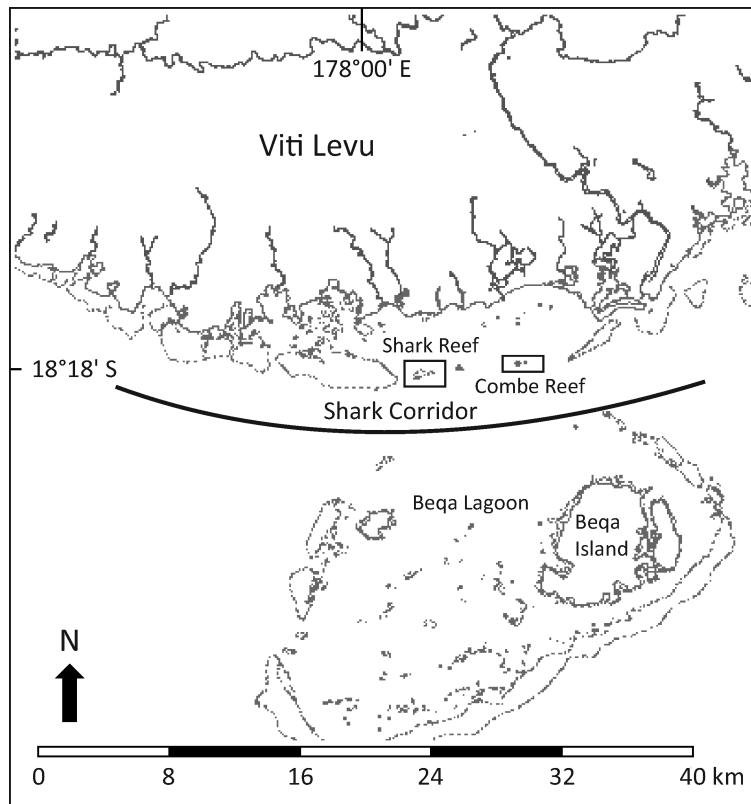 178°00' E
Viti Levu
Shark Reef
18°18' S
Combe Reef
Shark Corridor
Beqa Lagoon
Beqa
Island
N
0 8 16 24 32 40 km